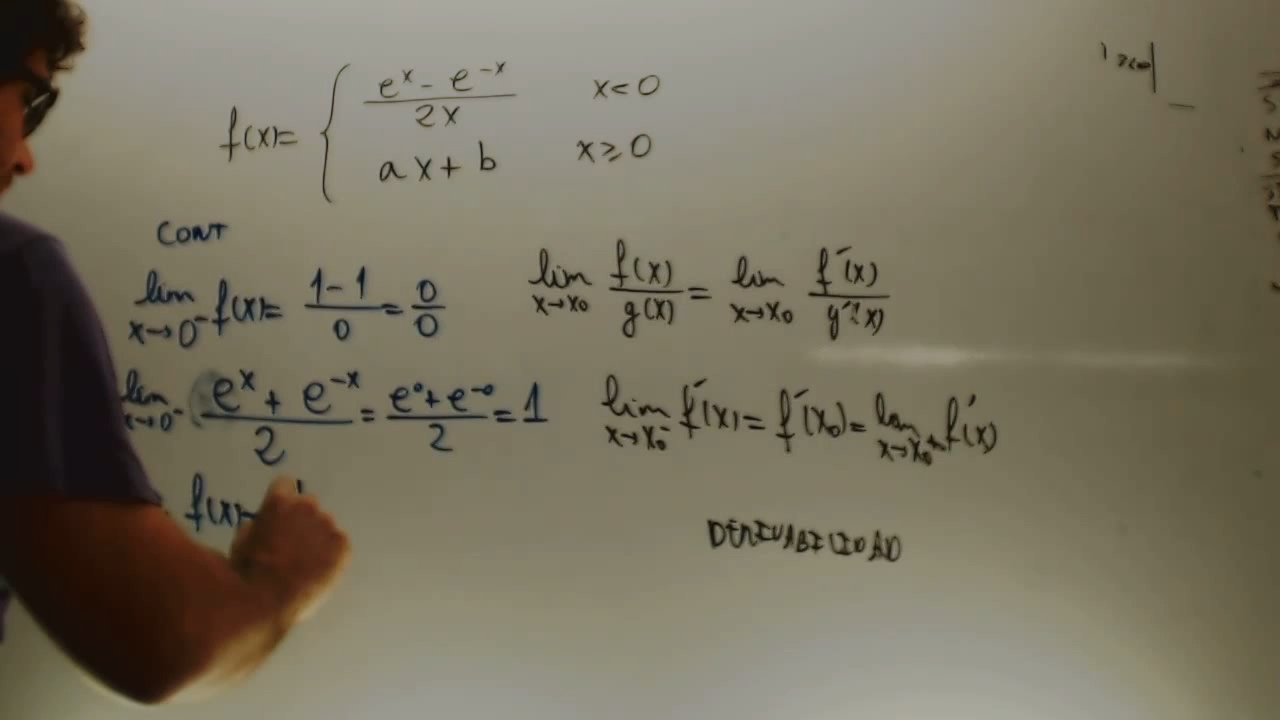 f(x)= { (e^x - e^-x)/(2x)   x<0
ax+b   x≥0
CONT
lim x→0⁻ f(x)= (1-1)/0 = 0/0
lim x→x0 f(x)/g(x) = lim x→x0 f´(x)/g´(x)
lim x→0⁻ (e^x + e^-x)/2 = (e^0 + e^-0)/2 = 1
lim x→x0⁻ f´(x)= f´(x0)= lim x→x0⁺ f´(x)
f(x)=
DERIVABILIDAD